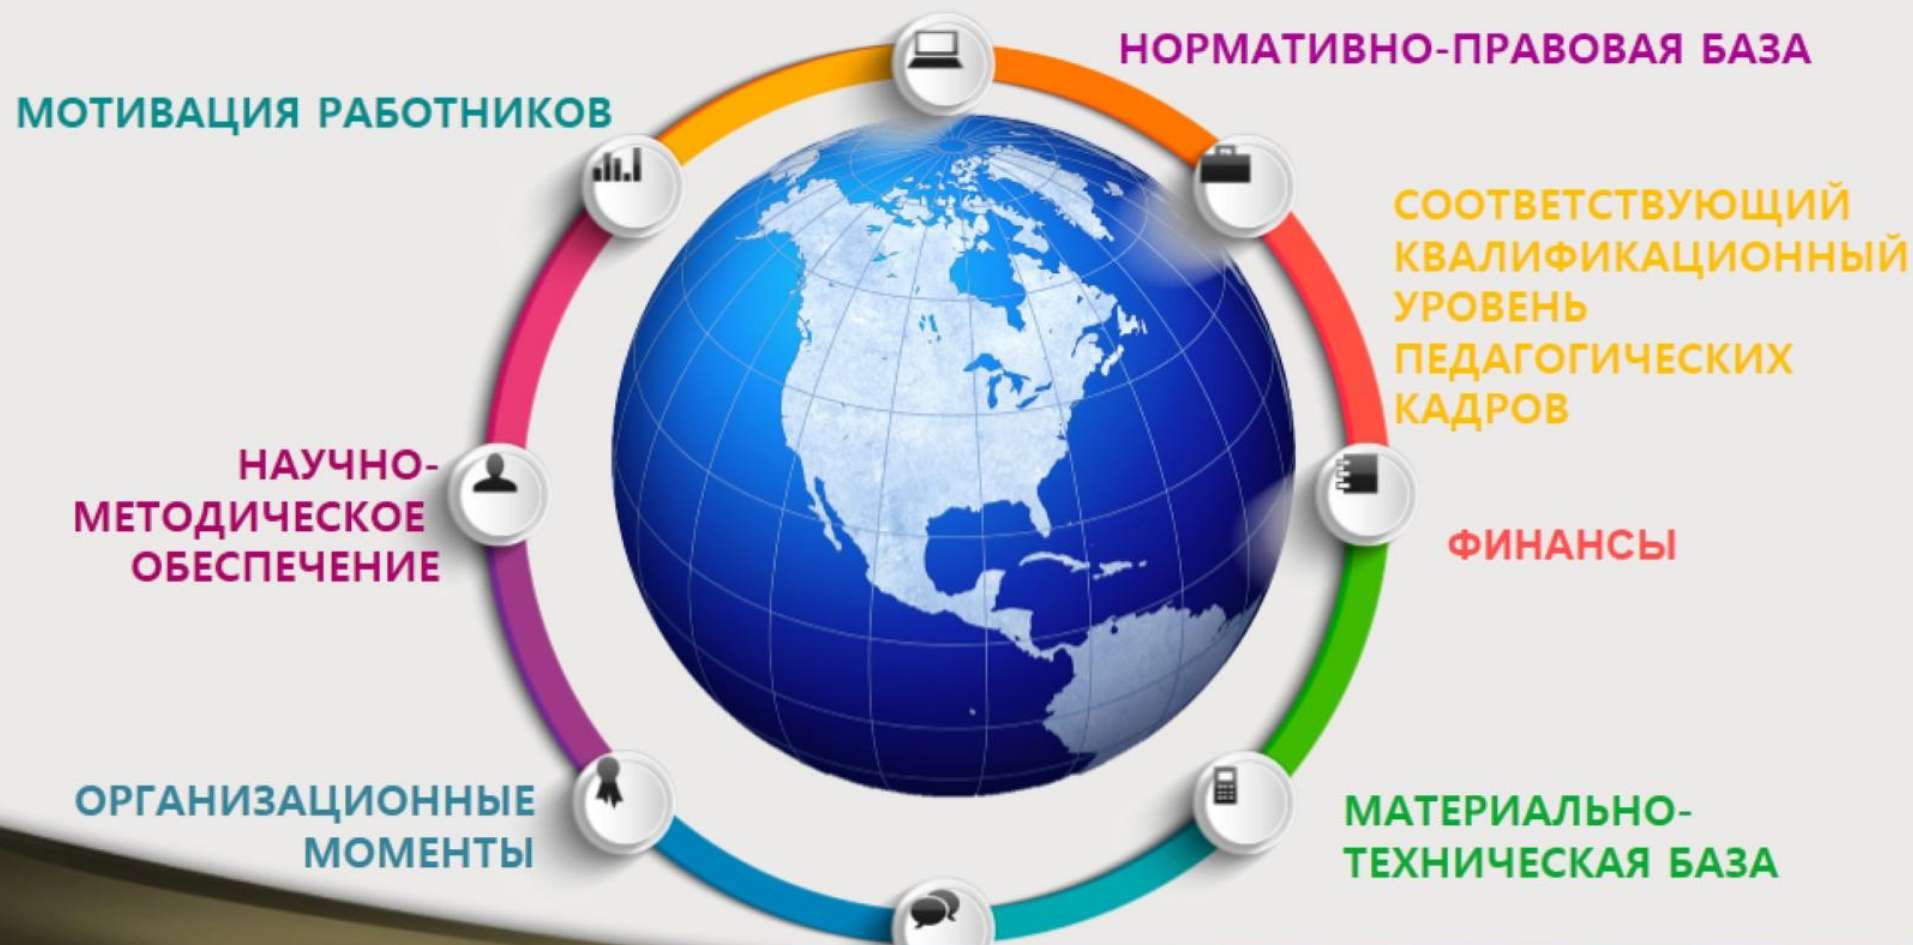 НОРМАТИВНО-ПРАВОВАЯ БАЗА
МОТИВАЦИЯ РАБОТНИКОВ
СООТВЕТСТВУЮЩИЙ
КВАЛИФИКАЦИОННЫЙ
УРОВЕНЬ
ПЕДАГОГИЧЕСКИХ
КАДРОВ
НАУЧНО-
МЕТОДИЧЕСКОЕ
ОБЕСПЕЧЕНИЕ
ФИНАНСЫ
ОРГАНИЗАЦИОННЫЕ
МОМЕНТЫ
МАТЕРИАЛЬНО-
ТЕХНИЧЕСКАЯ БАЗА